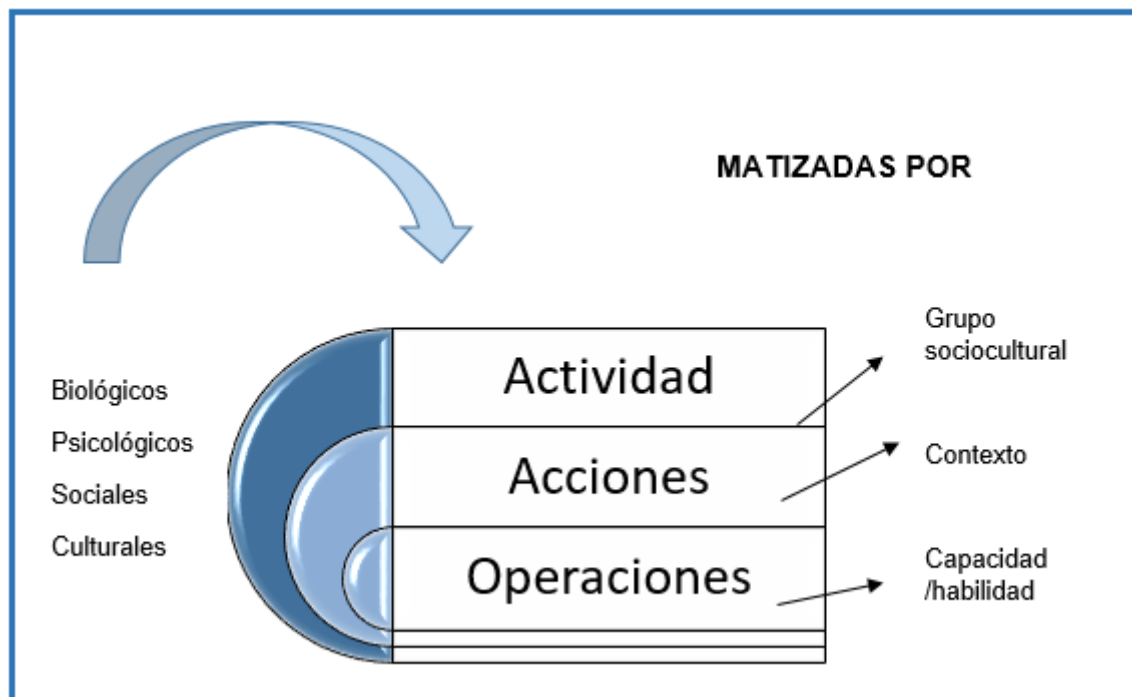 MATIZADAS POR
Biológicos
Psicológicos
Sociales
Culturales
Actividad
Acciones
Operaciones
Grupo
sociocultural
Contexto
Capacidad
/habilidad